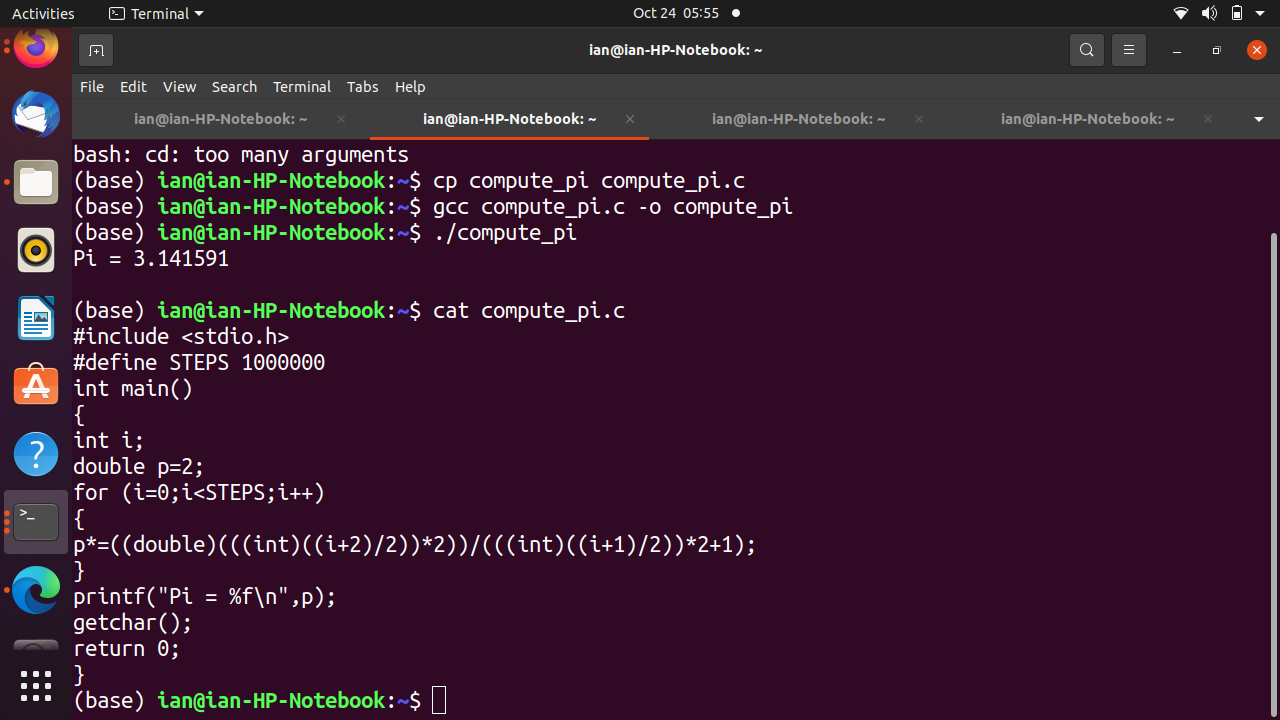 Activities Terminal Oct 24 05:55
ian@ian-HP-Notebook: ~
File Edit View Search Terminal Tabs Help
ian@ian-HP-Notebook: ~ ian@ian-HP-Notebook: ~ ian@ian-HP-Notebook: ~ ian@ian-HP-Notebook: ~
bash: cd: too many arguments
(base) ian@ian-HP-Notebook:~$ cp compute_pi compute_pi.c
(base) ian@ian-HP-Notebook:~$ gcc compute_pi.c -o compute_pi
(base) ian@ian-HP-Notebook:~$ ./compute_pi
Pi = 3.141591
(base) ian@ian-HP-Notebook:~$ cat compute_pi.c
#include <stdio.h>
#define STEPS 1000000
int main()
{
int i;
double p=2;
for (i=0;i<STEPS;i++)
{
p*=((double)(((int)((i+2)/2))*2))/(((int)((i+1)/2))*2+1);
}
printf("Pi = %f\n",p);
getchar();
return 0;
}
(base) ian@ian-HP-Notebook:~$